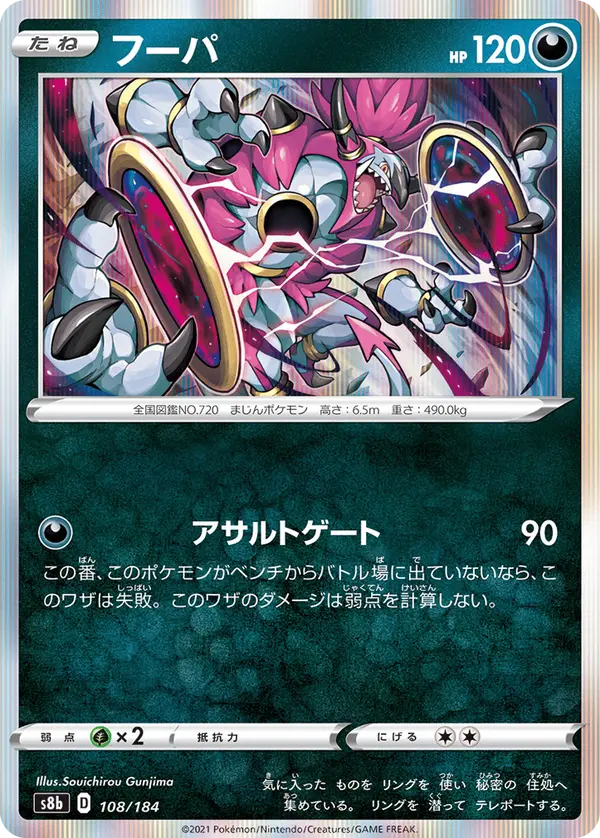 たね フーパ HP 120
全国図鑑NO.720 まじんポケモン 高さ：6.5m 重さ：490.0kg
アサルトゲート 90
この番、このポケモンがベンチからバトル場に出ていないなら、こ
のワザは失敗。このワザのダメージは弱点を計算しない。
弱点 ×2 抵抗力 にげる
Illus.Souichirou Gunjima
気に入った ものを リングを 使い 秘密の 住処へ
s8b D 108/184
集めている。 リングを 潜って テレポートする。
©2021 Pokémon/Nintendo/Creatures/GAME FREAK.